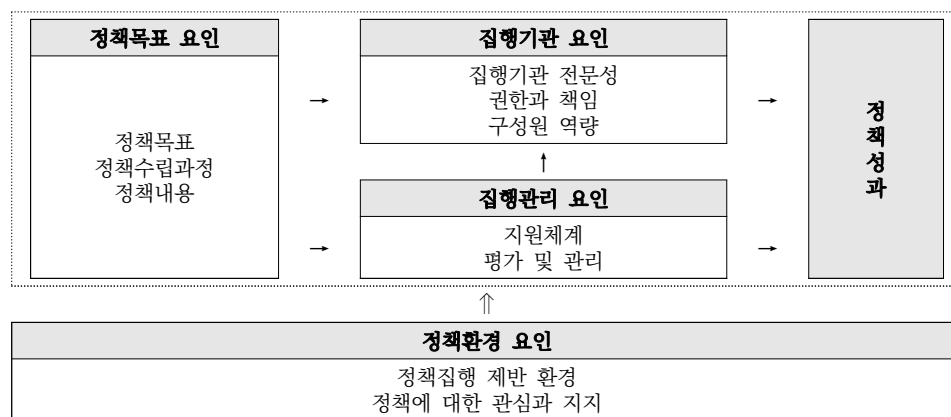 정책목표 요인
정책목표
정책수립과정
정책내용
→
→
집행기관 요인
집행기관 전문성
권한과 책임
구성원 역량
↑
집행관리 요인
지원체계
평가 및 관리
→
→
정책성과
⇑
정책환경 요인
정책집행 제반 환경
정책에 대한 관심과 지지